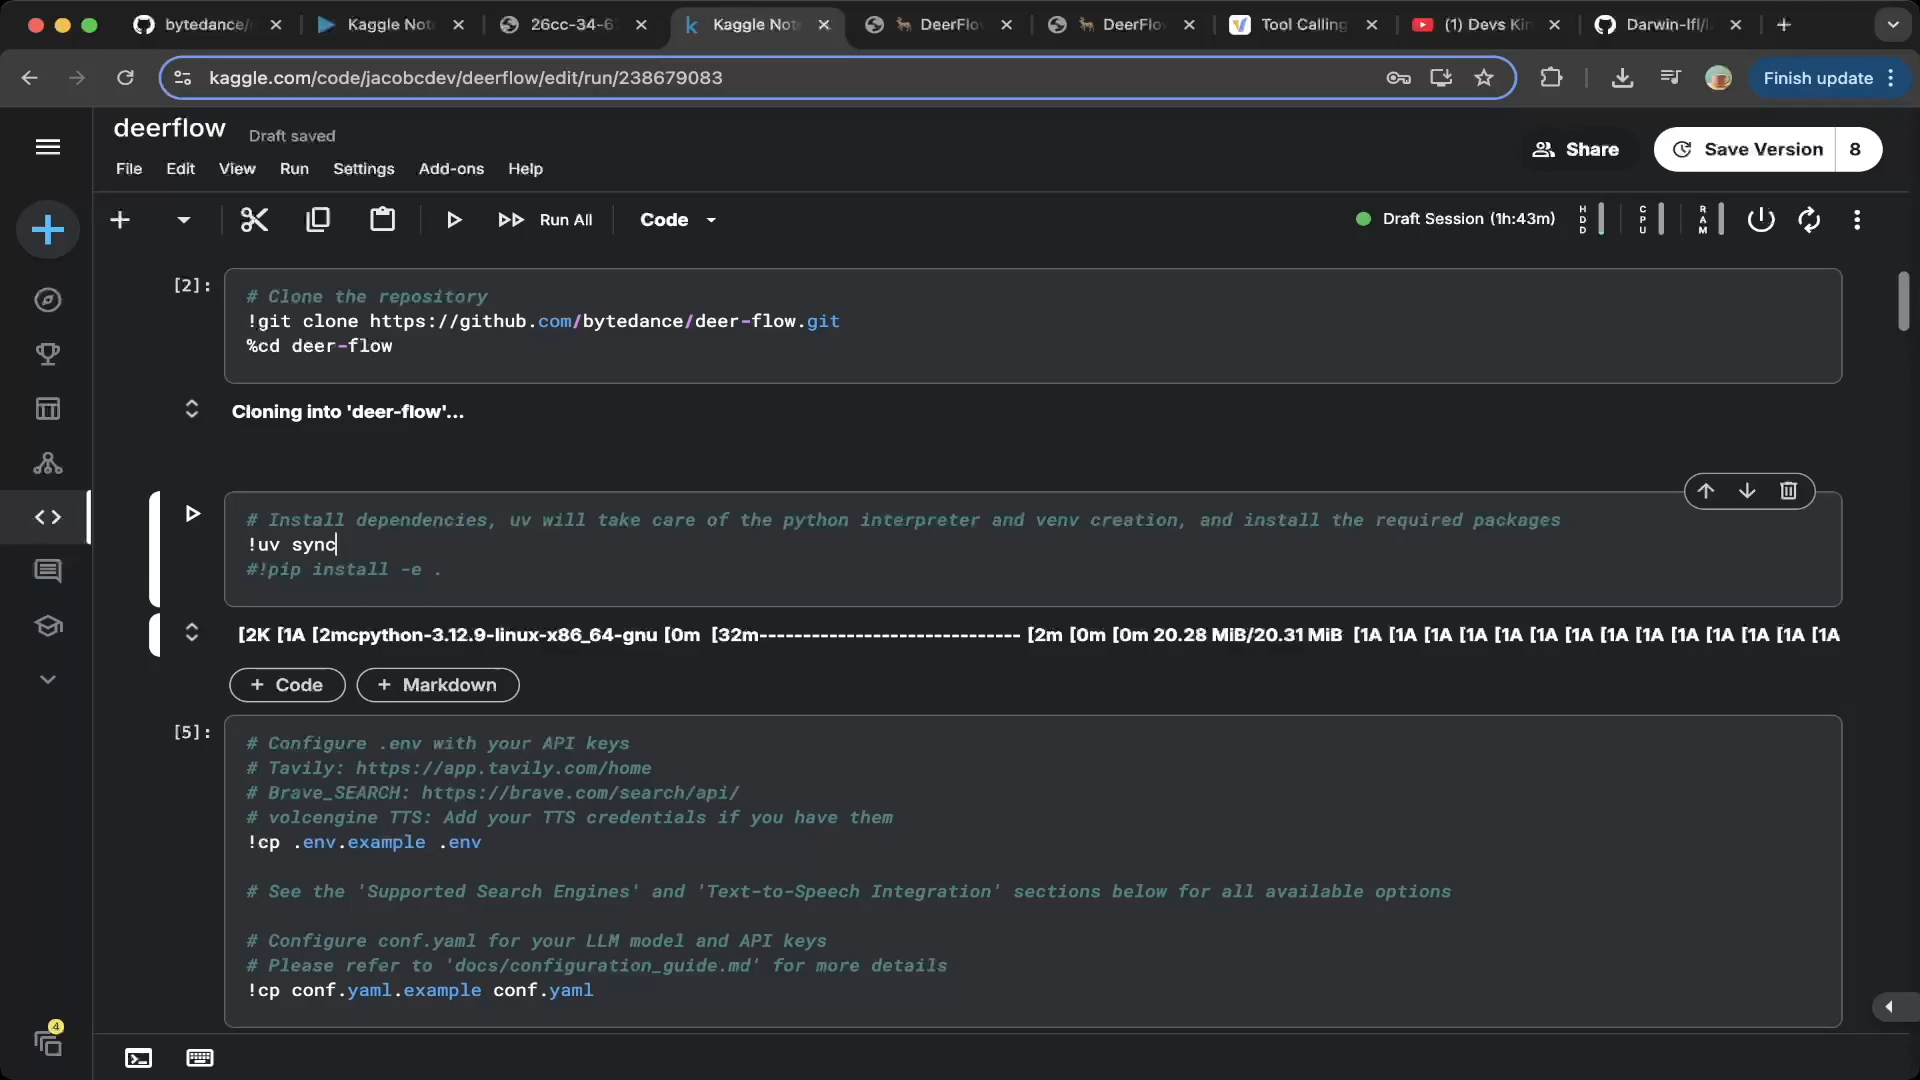 bytedance/
Kaggle Not
26cc-34-6
Kaggle Not
DeerFlo
DeerFlo
Tool Calling
(1) Devs Kin
Darwin-lfl/
kaggle.com/code/jacobcdev/deerflow/edit/run/238679083
Finish update
deerflow
Draft saved
Share
Save Version
8
File
Edit
View
Run
Settings
Add-ons
Help
Run All
Code
Draft Session (1h:43m)
HDD
CPU
RAM
[2]:
# Clone the repository
!git clone https://github.com/bytedance/deer-flow.git
%cd deer-flow
Cloning into 'deer-flow'...
# Install dependencies, uv will take care of the python interpreter and venv creation, and install the required packages
!uv sync
#!pip install -e .
[2K [1A [2mcpython-3.12.9-linux-x86_64-gnu [0m [32m------------------------------ [2m [0m [0m 20.28 MiB/20.31 MiB [1A [1A [1A [1A [1A [1A [1A [1A [1A [1A [1A [1A [1A [1A
+ Code
+ Markdown
[5]:
# Configure .env with your API keys
# Tavily: https://app.tavily.com/home
# Brave_SEARCH: https://brave.com/search/api/
# volcengine TTS: Add your TTS credentials if you have them
!cp .env.example .env
# See the 'Supported Search Engines' and 'Text-to-Speech Integration' sections below for all available options
# Configure conf.yaml for your LLM model and API keys
# Please refer to 'docs/configuration_guide.md' for more details
!cp conf.yaml.example conf.yaml
4